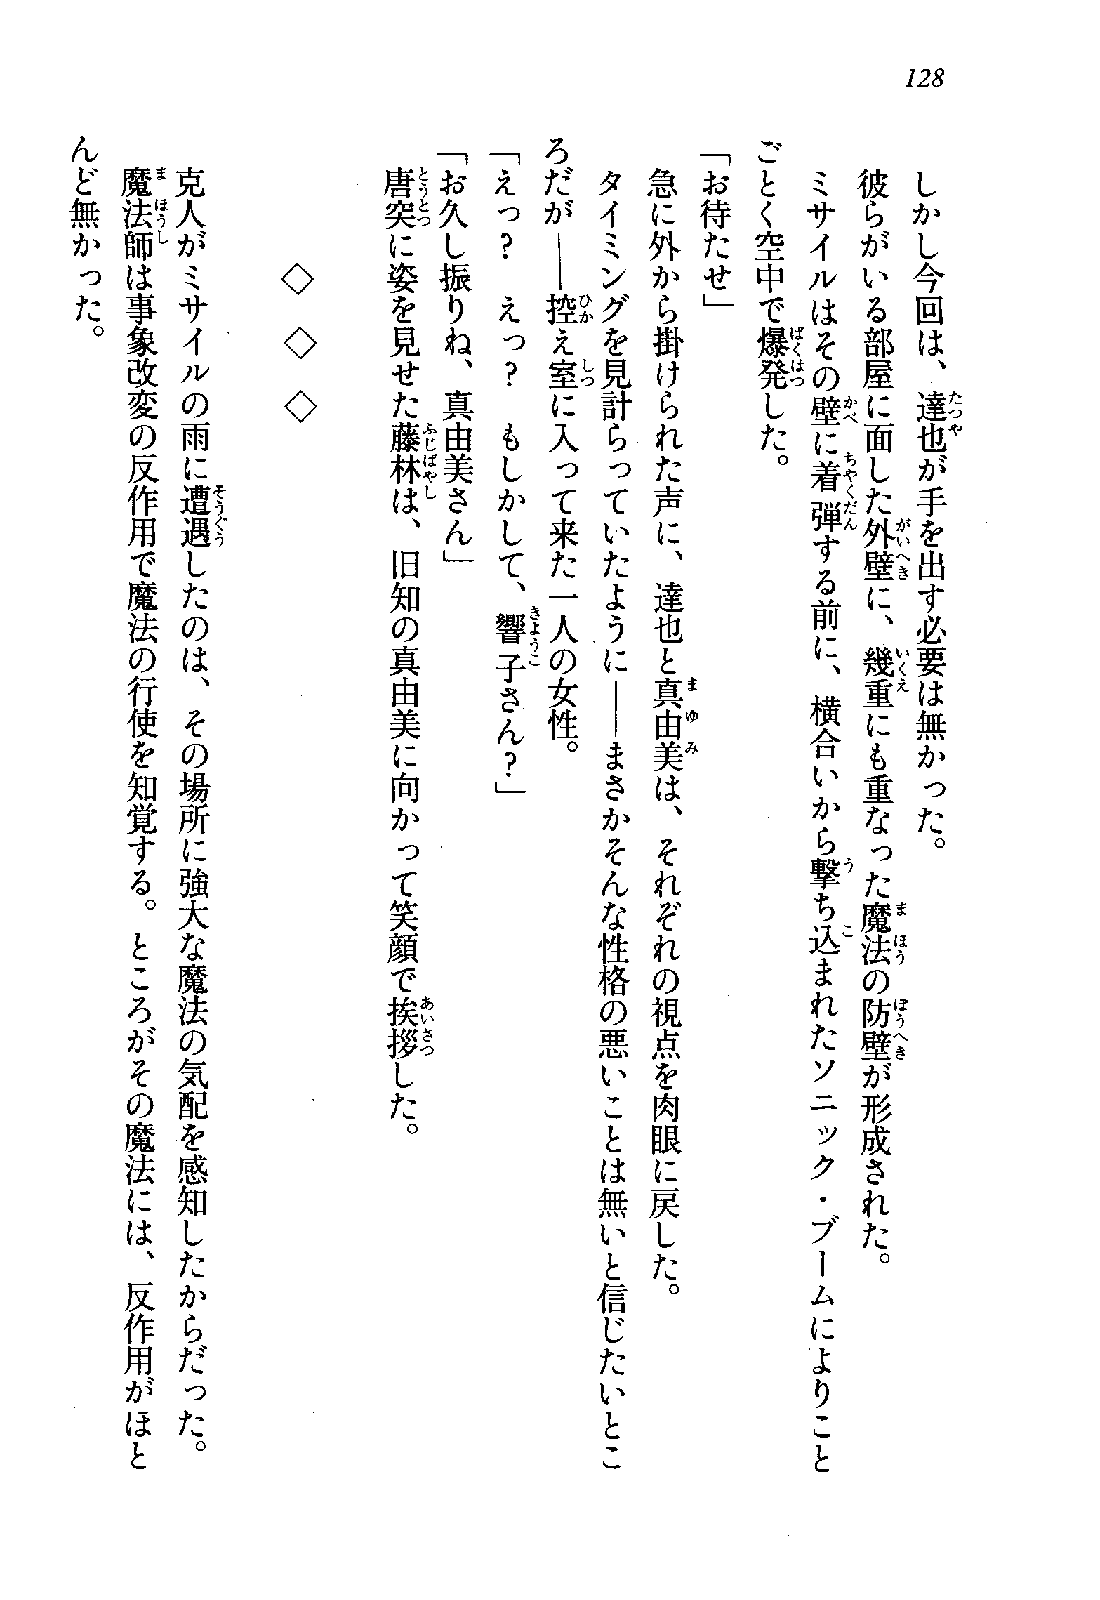 128
しかし今回は、達也が手を出す必要は無かった。
彼らがいる部屋に面した外壁に、幾重にも重なった魔法の防壁が形成された。
ミサイルはその壁に着弾する前に、横合いから撃ち込まれたソニック・ブームによりこと
ごとく空中で爆発した。
「お待たせ」
急に外から掛けられた声に、達也と真由美は、それぞれの視点を肉眼に戻した。
タイミングを見計らっていたように――まさかそんな性格の悪いことは無いと信じたいとこ
ろだが――控え室に入って来た一人の女性。
「えっ？　えっ？　もしかして、響子さん？」
「お久し振りね、真由美さん」
唐突に姿を見せた藤林は、旧知の真由美に向かって笑顔で挨拶した。
◇　◇　◇
克人がミサイルの雨に遭遇したのは、その場所に強大な魔法の気配を感知したからだった。
魔法師は事象改変の反作用で魔法の行使を知覚する。ところがその魔法には、反作用がほと
んど無かった。